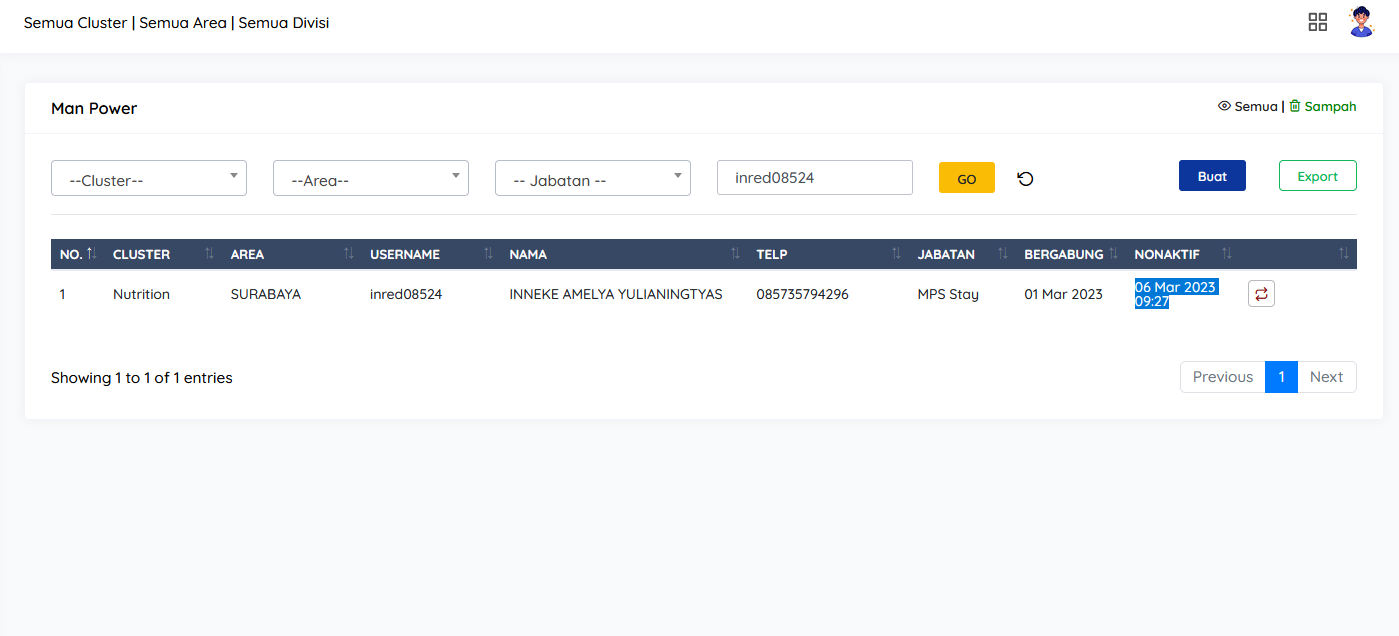 Semua Cluster | Semua Area | Semua Divisi
Man Power
Semua | Sampah
--Cluster-- --Area-- -- Jabatan -- inred08524 GO Buat Export
NO. CLUSTER AREA USERNAME NAMA TELP JABATAN BERGABUNG NONAKTIF
1 Nutrition SURABAYA inred08524 INNEKE AMELYA YULIANINGTYAS 085735794296 MPS Stay 01 Mar 2023 06 Mar 2023
09:27
Showing 1 to 1 of 1 entries
Previous 1 Next